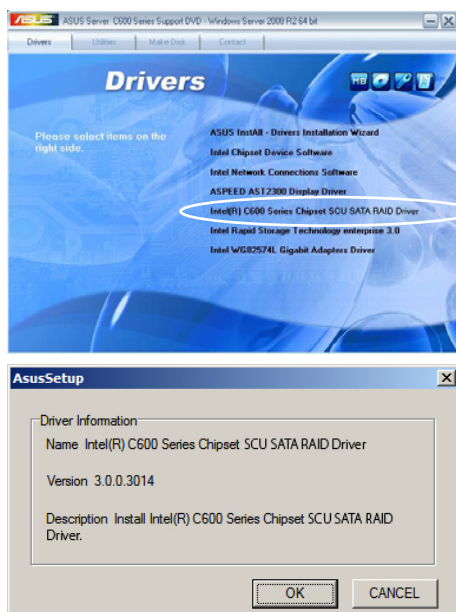 ASUS ASUS Server C600 Series Support DVD - Windows Server 2008 R2 64 bit
Drivers Utilities Make Disk Contact
Drivers
Please select items on the
right side.
ASUS InstAll - Drivers Installation Wizard
Intel Chipset Device Software
Intel Network Connections Software
ASPEED AST2300 Display Driver
Intel(R) C600 Series Chipset SCU SATA RAID Driver
Intel Rapid Storage Technology enterprise 3.0
Intel WG82574L Gigabit Adapters Driver
AsusSetup
Driver Information
Name Intel(R) C600 Series Chipset SCU SATA RAID Driver
Version 3.0.0.3014
Description Install Intel(R) C600 Series Chipset SCU SATA RAID
Driver.
OK CANCEL